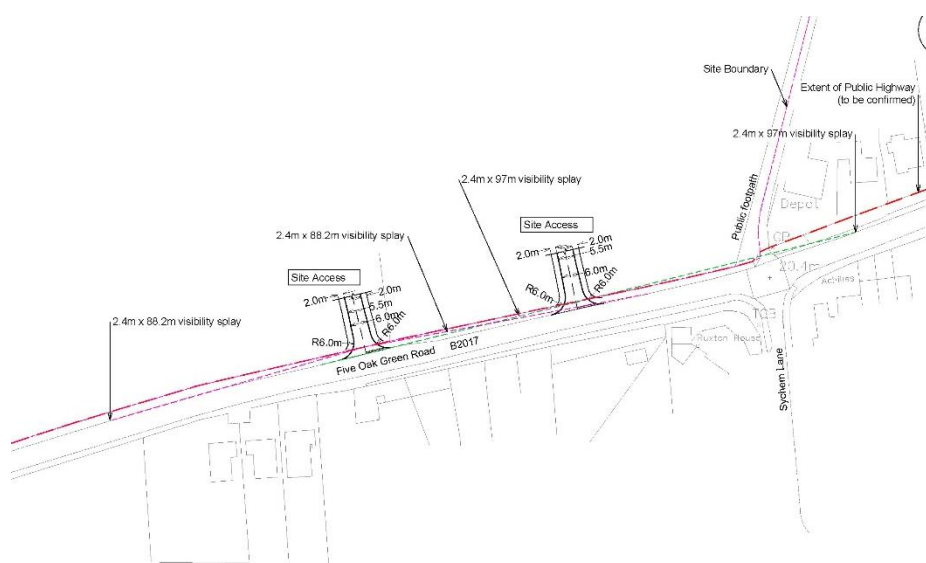 Site Boundary
Extent of Public Highway
(to be confirmed)
2.4m x 97m visibility splay
2.4m x 97m visibility splay
Public footpath
Depot
GP
20.4m
Site Access
2.0m
2.0m
5.5m
6.0m
R6.0m
R6.0m
2.4m x 88.2m visibility splay
Site Access
2.0m
2.0m
5.5m
6.0m
R6.0m
R6.0m
2.4m x 88.2m visibility splay
Five Oak Green Road
B2017
TCB
Ruxton House
Sychem Lane